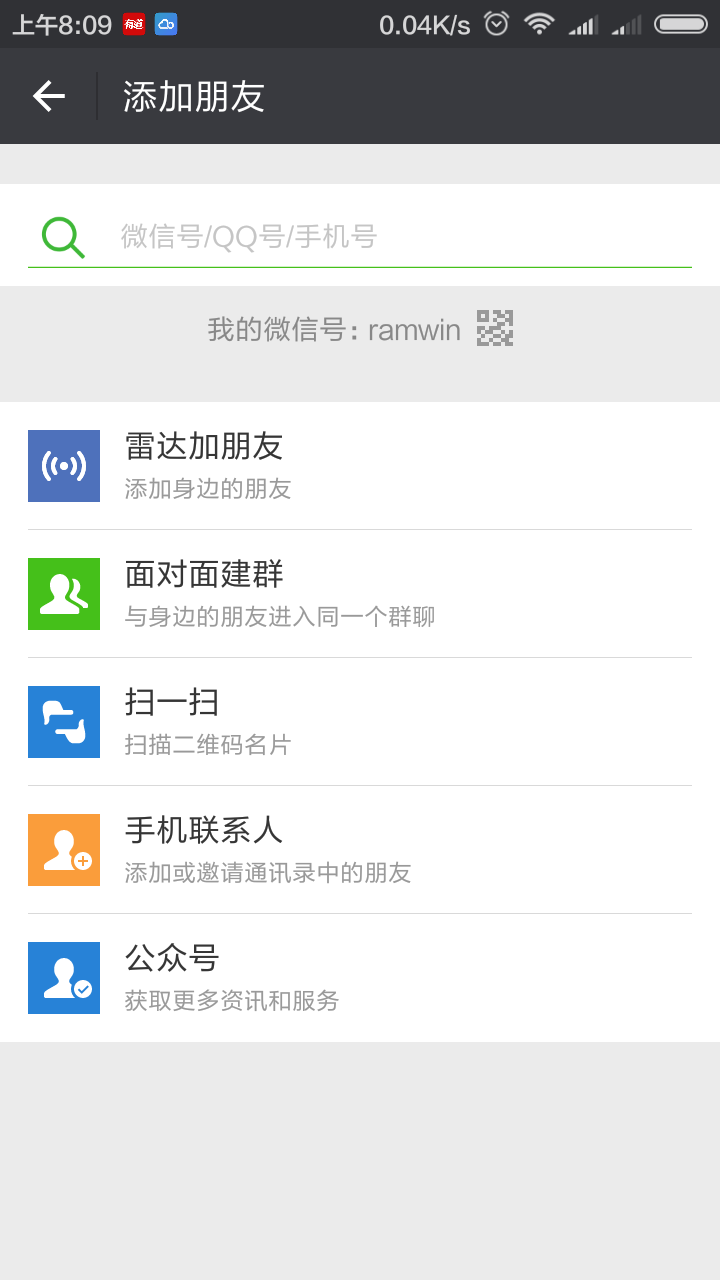 上午8:09 有道 0.04K/s
添加朋友
微信号/QQ号/手机号
我的微信号: ramwin
雷达加朋友
添加身边的朋友
面对面建群
与身边的朋友进入同一个群聊
扫一扫
扫描二维码名片
手机联系人
添加或邀请通讯录中的朋友
公众号
获取更多资讯和服务